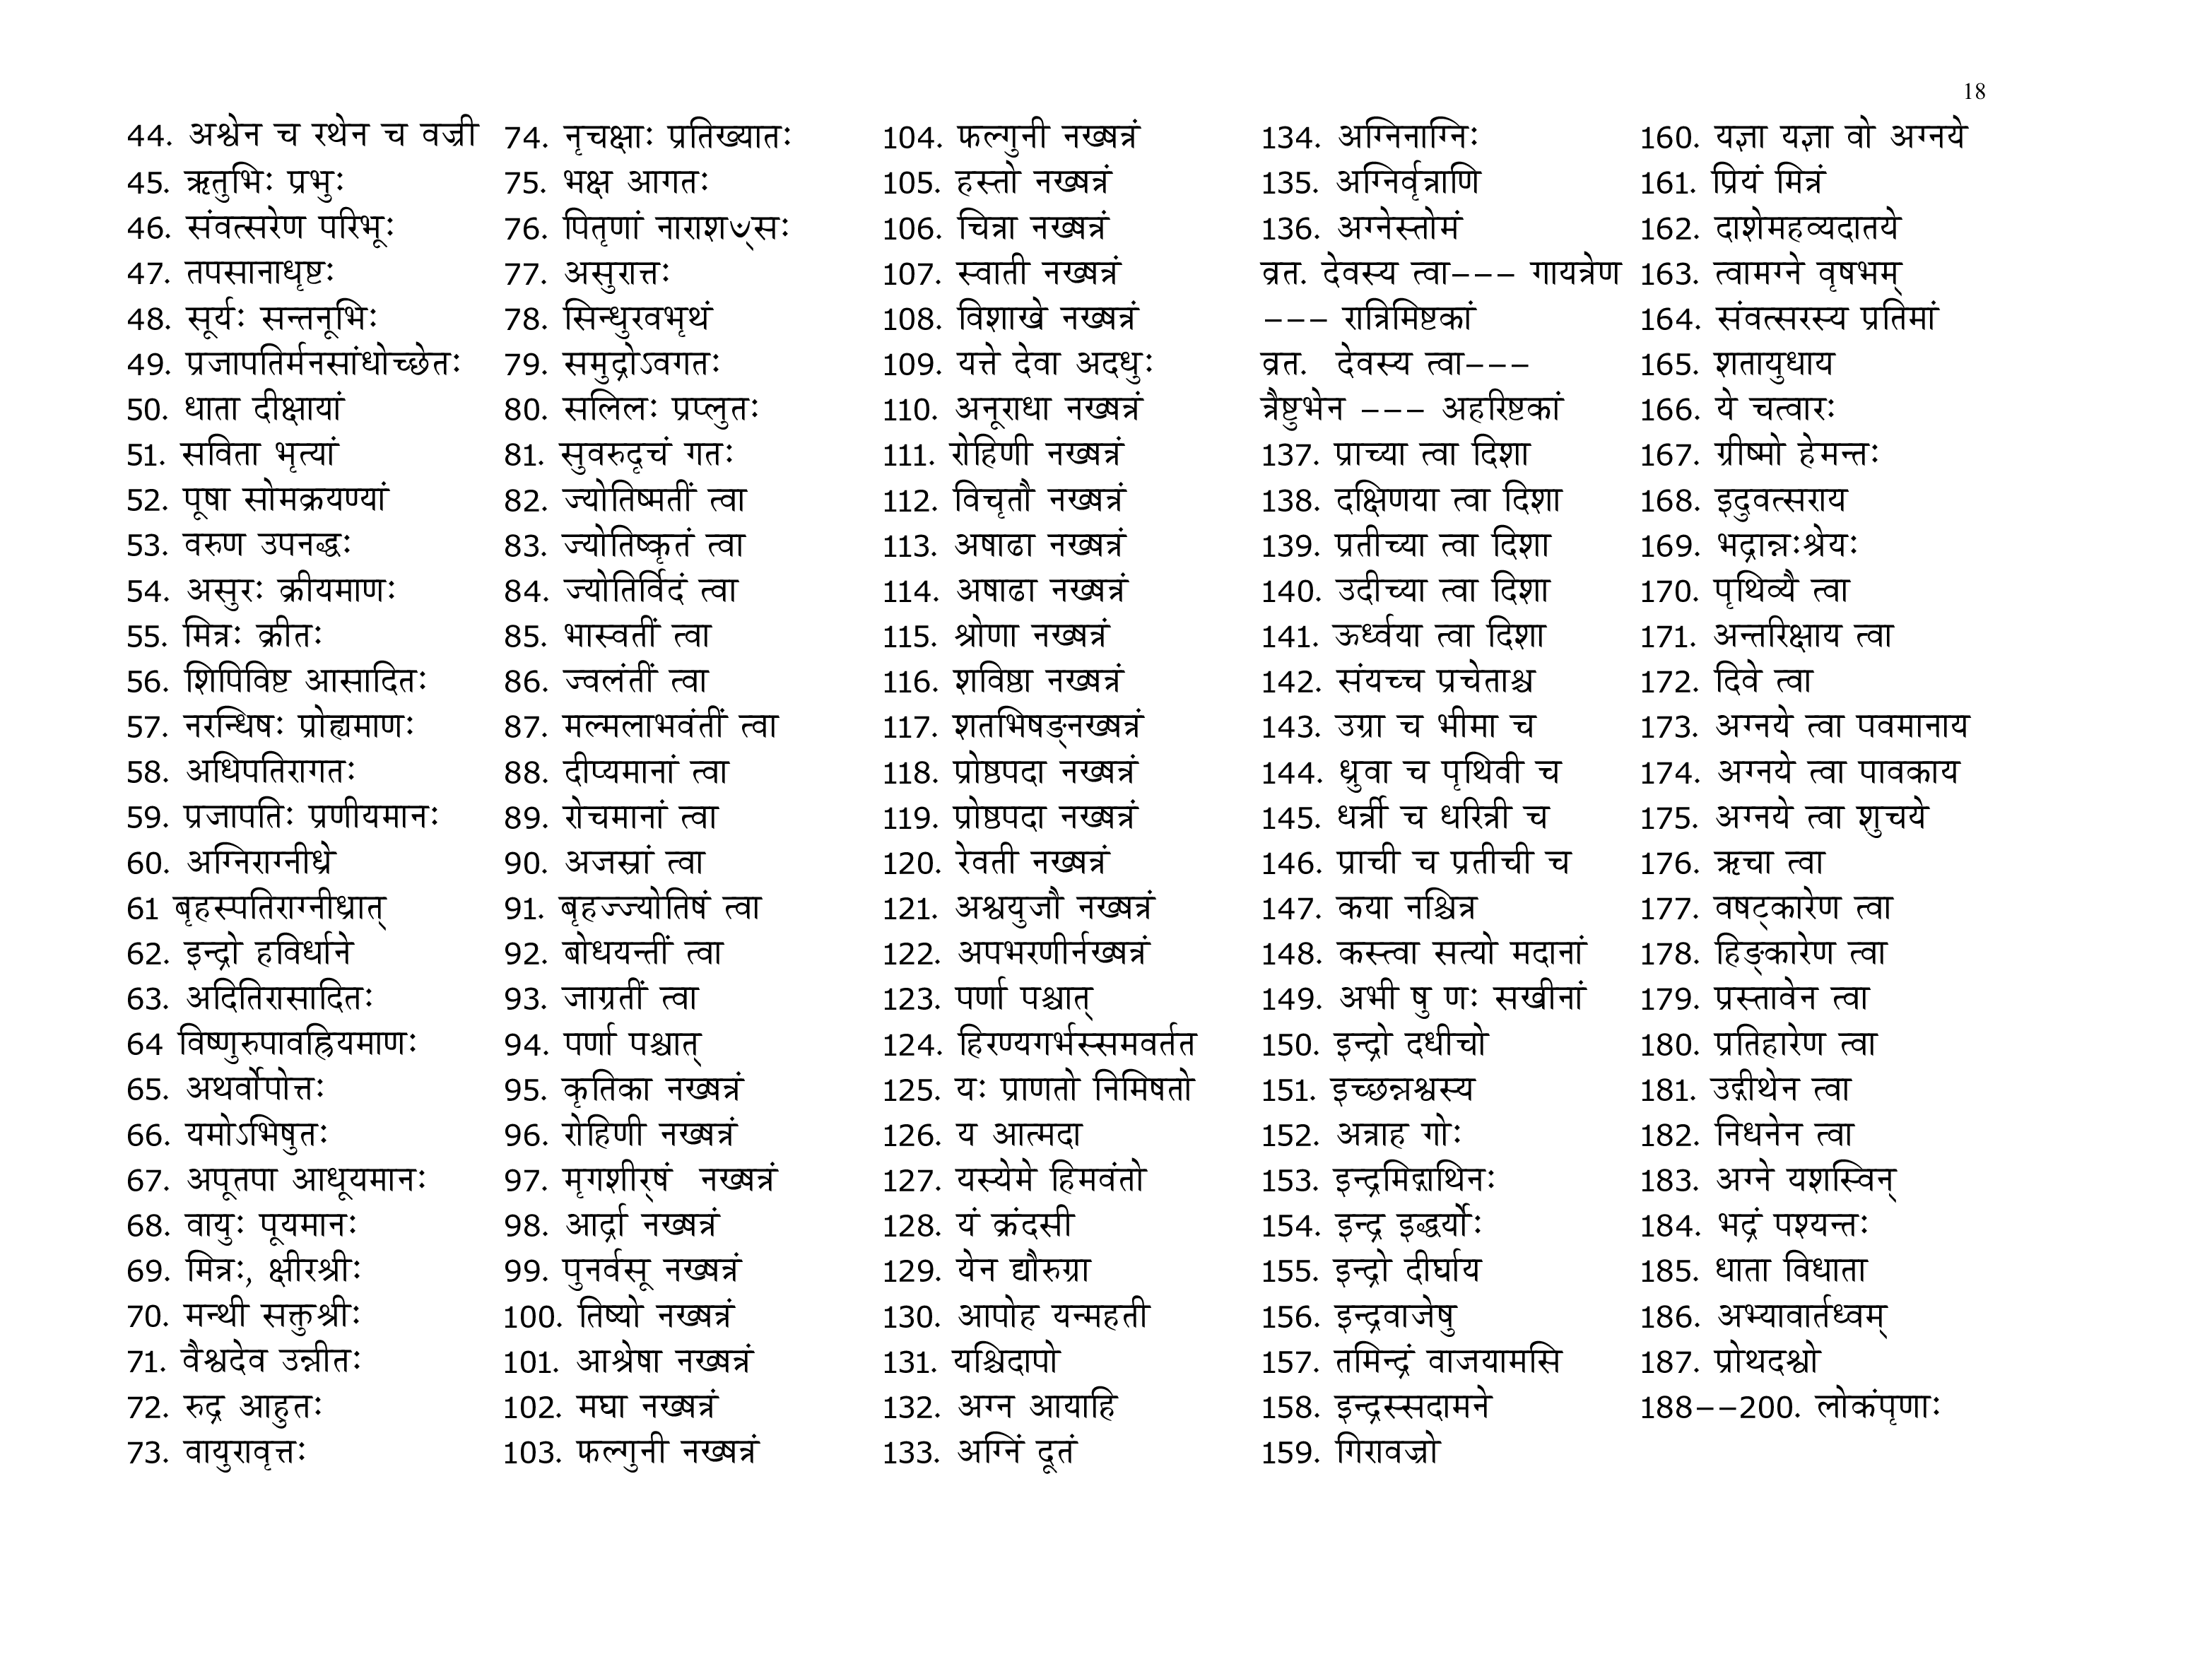 18
44. अश्वेन च रथेन च वज्री
45. ऋतुभिः प्रभुः
46. संवत्सरेण परिभूः
47. तपसानाधृष्टः
48. सूर्यः सन्तनूभिः
49. प्रजापतिर्मनसांधोच्छेतः
50. धाता दीक्षायां
51. सविता भृत्यां
52. पूषा सोमक्रयण्यां
53. वरुण उपनद्धः
54. असुरः क्रीयमाणः
55. मित्रः क्रीतः
56. शिपिविष्ट आसादितः
57. नरन्धिषः प्रोह्यमाणः
58. अधिपतिरागतः
59. प्रजापतिः प्रणीयमानः
60. अग्निराग्नीध्रे
61 बृहस्पतिराग्नीध्रात्
62. इन्द्रो हविर्धाने
63. अदितिरासादितः
64 विष्णुरुपावह्रियमाणः
65. अथर्वोपोत्तः
66. यमोऽभिषुतः
67. अपूतपा आधूयमानः
68. वायुः पूयमानः
69. मित्रः, क्षीरश्रीः
70. मन्थी सक्तुश्रीः
71. वैश्वदेव उन्नीतः
72. रुद्र आहुतः
73. वायुरावृत्तः
74. नृचक्षाः प्रतिख्यातः
75. भक्ष आगतः
76. पितृणां नाराशꣳसः
77. असुरात्तः
78. सिन्धुरवभृथं
79. समुद्रोऽवगतः
80. सलिलः प्रप्लुतः
81. सुवरुदृचं गतः
82. ज्योतिष्मतीं त्वा
83. ज्योतिष्कृतं त्वा
84. ज्योतिर्विदं त्वा
85. भास्वतीं त्वा
86. ज्वलंतीं त्वा
87. मल्मलाभवंतीं त्वा
88. दीप्यमानां त्वा
89. रोचमानां त्वा
90. अजस्रां त्वा
91. बृहज्ज्योतिषं त्वा
92. बोधयन्तीं त्वा
93. जाग्रतीं त्वा
94. पर्णा पश्चात्
95. कृतिका नख्षत्रं
96. रोहिणी नख्षत्रं
97. मृगशीर्‌षं नख्षत्रं
98. आर्द्रा नख्षत्रं
99. पुनर्वसू नख्षत्रं
100. तिष्यो नख्षत्रं
101. आश्रेषा नख्षत्रं
102. मघा नख्षत्रं
103. फल्गुनी नख्षत्रं
104. फल्गुनी नख्षत्रं
105. हस्तो नख्षत्रं
106. चित्रा नख्षत्रं
107. स्वाती नख्षत्रं
108. विशाखे नख्षत्रं
109. यत्ते देवा अदधुः
110. अनूराधा नख्षत्रं
111. रोहिणी नख्षत्रं
112. विचृतौ नख्षत्रं
113. अषाढा नख्षत्रं
114. अषाढा नख्षत्रं
115. श्रोणा नख्षत्रं
116. शविष्ठा नख्षत्रं
117. शतभिषङ्नख्षत्रं
118. प्रोष्ठपदा नख्षत्रं
119. प्रोष्ठपदा नख्षत्रं
120. रेवती नख्षत्रं
121. अश्वयुजौ नख्षत्रं
122. अपभरणीर्नख्षत्रं
123. पर्णा पश्चात्
124. हिरण्यगर्भस्समवर्तत
125. यः प्राणतो निमिषतो
126. य आत्मदा
127. यस्येमे हिमवंतो
128. यं क्रंदसी
129. येन द्यौरुग्रा
130. आपोह यन्महती
131. यश्चिदापो
132. अग्न आयाहि
133. अग्निं दूतं
134. अग्निनाग्निः
135. अग्निर्वृत्राणि
136. अग्नेस्तोमं
व्रत. देवस्य त्वा--- गायत्रेण
--- रात्रिमिष्टकां
व्रत. देवस्य त्वा---
त्रैष्टुभेन --- अहरिष्टकां
137. प्राच्या त्वा दिशा
138. दक्षिणया त्वा दिशा
139. प्रतीच्या त्वा दिशा
140. उदीच्या त्वा दिशा
141. ऊर्ध्वया त्वा दिशा
142. संयच्च प्रचेताश्च
143. उग्रा च भीमा च
144. ध्रुवा च पृथिवी च
145. धर्त्री च धरित्री च
146. प्राची च प्रतीची च
147. कया नश्चित्र
148. कस्त्वा सत्यो मदानां
149. अभी षु णः सखीनां
150. इन्द्रो दधीचो
151. इच्छन्नश्वस्य
152. अत्राह गोः
153. इन्द्रमिद्गाथिनः
154. इन्द्र इद्धर्योः
155. इन्द्रो दीर्घाय
156. इन्द्रवाजेषु
157. तमिन्द्रं वाजयामसि
158. इन्द्रस्सदामने
159. गिरावज्रो
160. यज्ञा यज्ञा वो अग्नये
161. प्रियं मित्रं
162. दाशेमहव्यदातये
163. त्वामग्ने वृषभम्
164. संवत्सरस्य प्रतिमां
165. शतायुधाय
166. ये चत्वारः
167. ग्रीष्मो हेमन्तः
168. इदुवत्सराय
169. भद्रान्नःश्रेयः
170. पृथिव्यै त्वा
171. अन्तरिक्षाय त्वा
172. दिवे त्वा
173. अग्नये त्वा पवमानाय
174. अग्नये त्वा पावकाय
175. अग्नये त्वा शुचये
176. ऋचा त्वा
177. वषट्कारेण त्वा
178. हिङ्कारेण त्वा
179. प्रस्तावेन त्वा
180. प्रतिहारेण त्वा
181. उद्गीथेन त्वा
182. निधनेन त्वा
183. अग्ने यशस्विन्
184. भद्रं पश्यन्तः
185. धाता विधाता
186. अभ्यावार्तध्वम्
187. प्रोथदश्वो
188--200. लोकंपृणाः